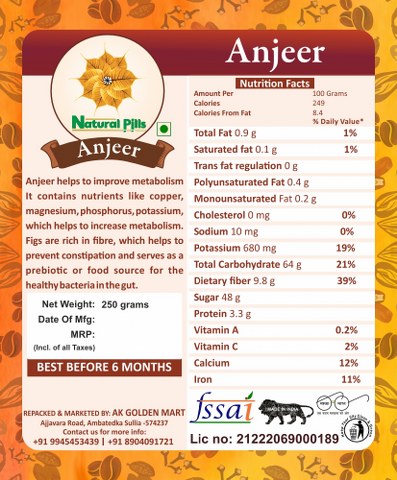 Natural Pills
Anjeer
Anjeer helps to improve metabolism
It contains nutrients like copper,
magnesium, phosphorus, potassium,
which helps to increase metabolism.
Figs are rich in fibre, which helps to
prevent constipation and serves as a
prebiotic or food source for the
healthy bacteria in the gut.
Net Weight: 250 grams
Date Of Mfg:
MRP:
(Incl. of all Taxes)
BEST BEFORE 6 MONTHS
REPACKED & MARKETED BY: AK GOLDEN MART
Ajjavara Road, Ambatedka Sullia -574237
Contact us for more info:
+91 9945453439 | +91 8904091721
Anjeer
Nutrition Facts
Amount Per 100 Grams
Calories 249
Calories From Fat 8.4
% Daily Value*
Total Fat 0.9 g 1%
Saturated fat 0.1 g 1%
Trans fat regulation 0 g
Polyunsaturated Fat 0.4 g
Monounsaturated Fat 0.2 g
Cholesterol 0 mg 0%
Sodium 10 mg 0%
Potassium 680 mg 19%
Total Carbohydrate 64 g 21%
Dietary fiber 9.8 g 39%
Sugar 48 g
Protein 3.3 g
Vitamin A 0.2%
Vitamin C 2%
Calcium 12%
Iron 11%
fssai
MADE IN INDIA
Lic no: 21222069000189